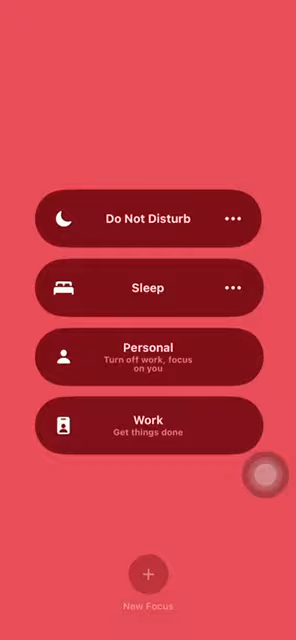 Do Not Disturb
Sleep
Personal
Turn off work, focus
on you
Work
Get things done
New Focus